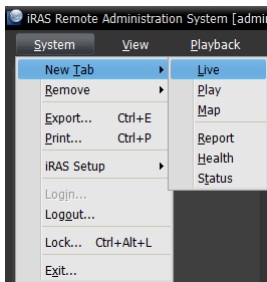 iRAS Remote Administration System [admi
System View Playback
New Tab
Remove
Export... Ctrl+E
Print... Ctrl+P
iRAS Setup
Login...
Logout...
Lock... Ctrl+Alt+L
Exit...
Live
Play
Map
Report
Health
Status